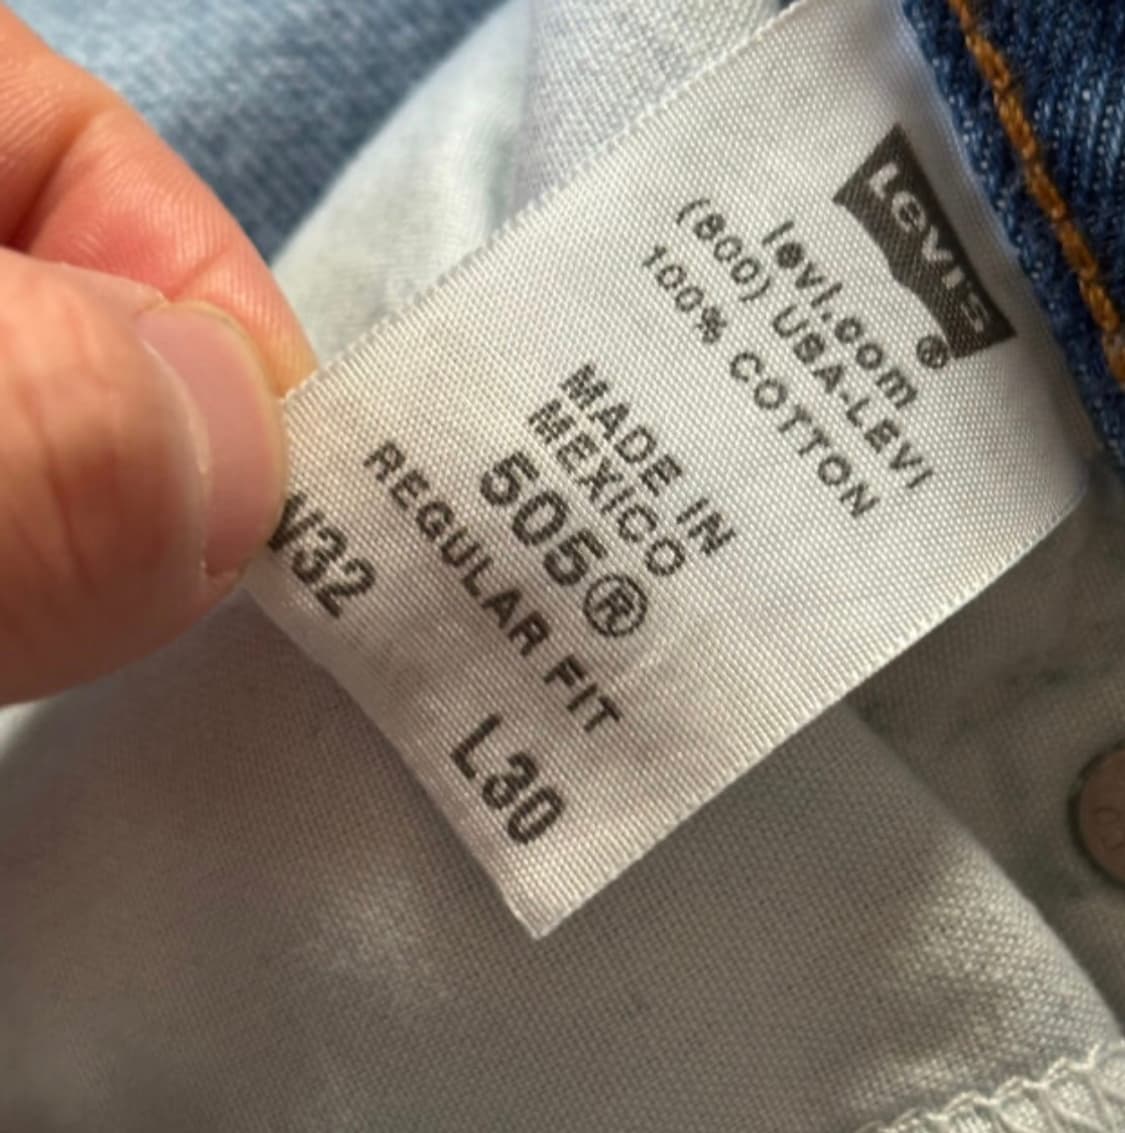 Levi's®
levi.com
(800) USA-LEVI
100% COTTON
MADE IN
MEXICO
505®
REGULAR FIT
W32 L30